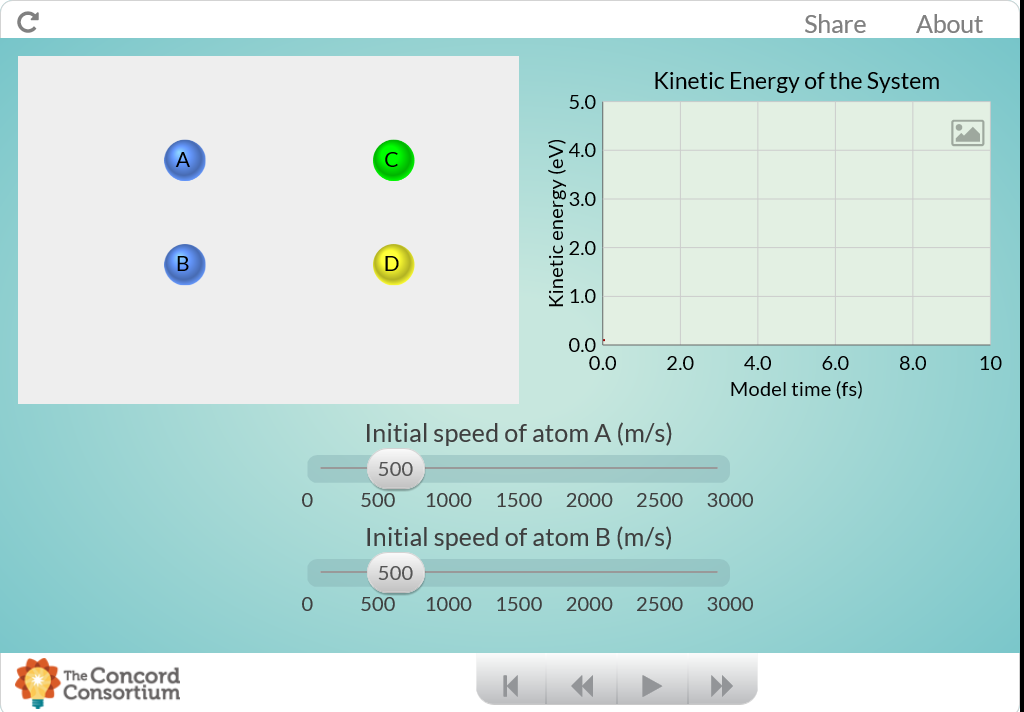 Share About
A
C
B
D
Kinetic Energy of the System
5.0
4.0
3.0
2.0
1.0
0.0
Kinetic energy (eV)
0.0 2.0 4.0 6.0 8.0 10
Model time (fs)
Initial speed of atom A (m/s)
500
0 500 1000 1500 2000 2500 3000
Initial speed of atom B (m/s)
500
0 500 1000 1500 2000 2500 3000
The Concord
Consortium